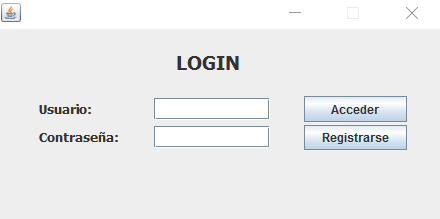 LOGIN
Usuario: Acceder
Contraseña: Registrarse